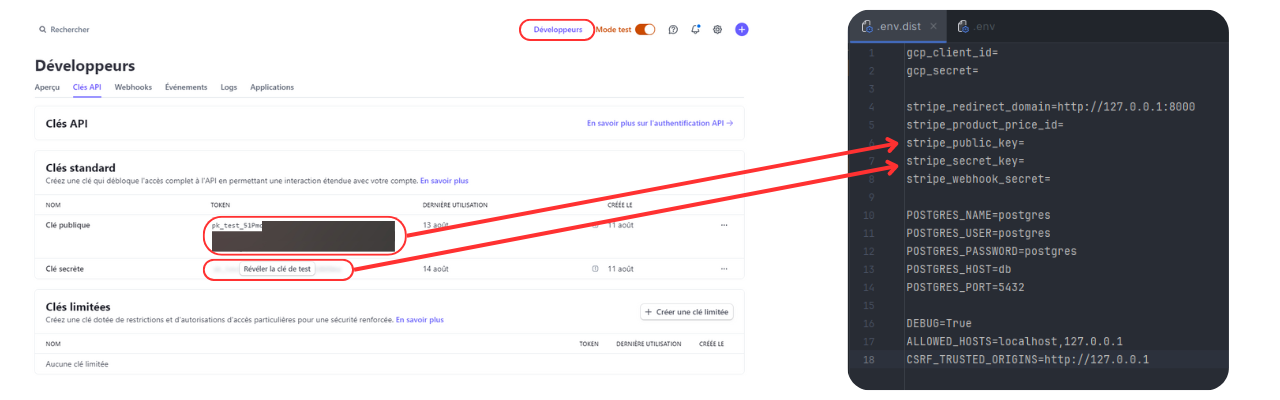 Rechercher
Développeurs
Mode test
Développeurs
Aperçu Clés API Webhooks Événements Logs Applications
Clés API
En savoir plus sur l'authentification API →
Clés standard
Créez une clé qui débloque l'accès complet à l'API en permettant une interaction étendue avec votre compte. En savoir plus
NOM TOKEN DERNIÈRE UTILISATION CRÉÉE LE
Clé publique pk_test_51Pmc 13 août 11 août ...
Clé secrète Révéler la clé de test 14 août 11 août ...
Clés limitées
Créez une clé dotée de restrictions et d'autorisations d'accès particulières pour une sécurité renforcée. En savoir plus
+ Créer une clé limitée
NOM TOKEN DERNIÈRE UTILISATION CRÉÉE LE
Aucune clé limitée
.env.dist × .env
1 gcp_client_id=
2 gcp_secret=
3
4 stripe_redirect_domain=http://127.0.0.1:8000
5 stripe_product_price_id=
6 stripe_public_key=
7 stripe_secret_key=
8 stripe_webhook_secret=
9
10 POSTGRES_NAME=postgres
11 POSTGRES_USER=postgres
12 POSTGRES_PASSWORD=postgres
13 POSTGRES_HOST=db
14 POSTGRES_PORT=5432
15
16 DEBUG=True
17 ALLOWED_HOSTS=localhost,127.0.0.1
18 CSRF_TRUSTED_ORIGINS=http://127.0.0.1